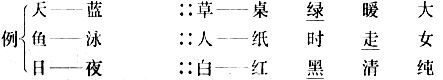 天——蓝 ∷草——桌 绿 暖 大
例 鱼——泳 ∷人——纸 时 走 女
日——夜 ∷白——红 黑 清 纯